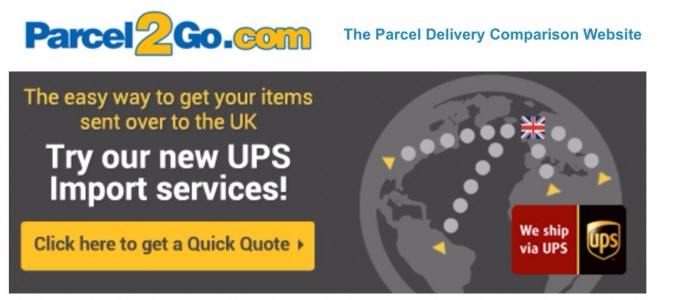 Parcel2Go.com
The Parcel Delivery Comparison Website
The easy way to get your items
sent over to the UK
Try our new UPS
Import services!
Click here to get a Quick Quote
We ship
via UPS
ups